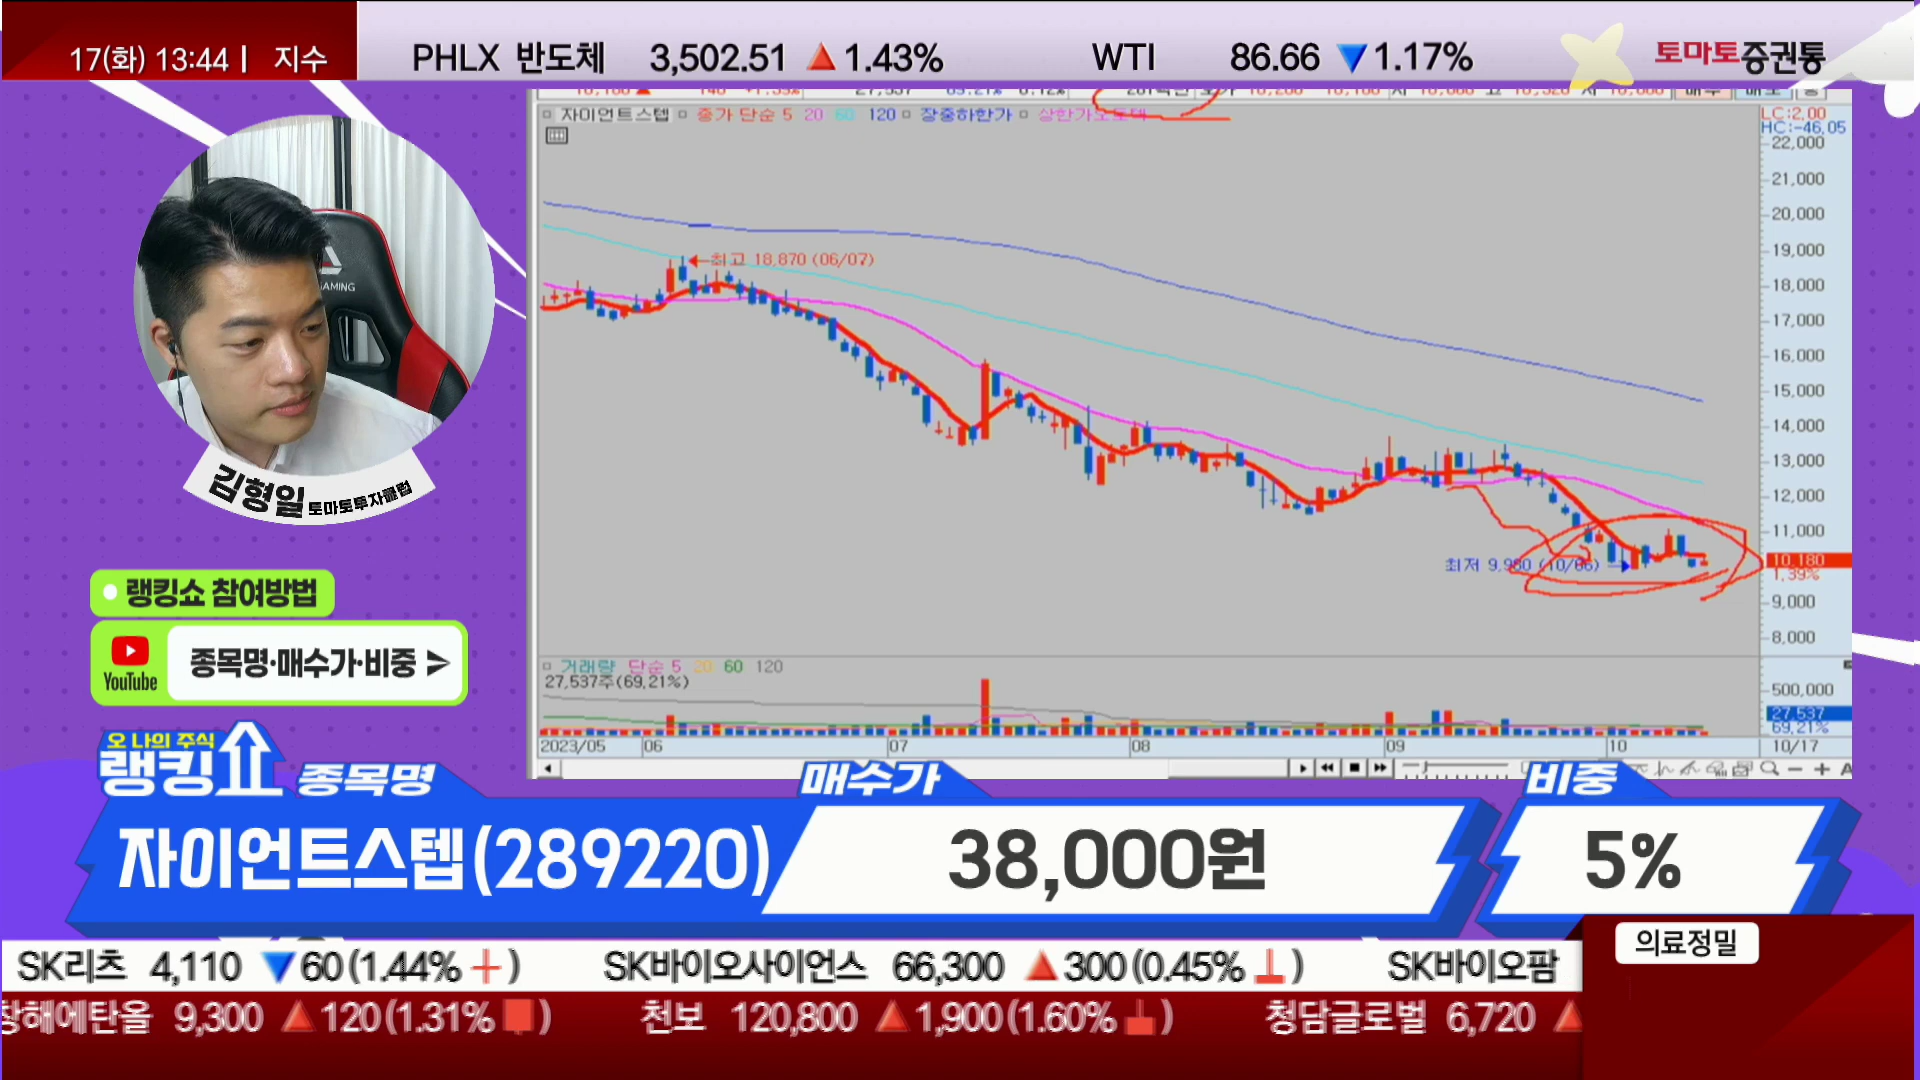 17(화) 13:44 | 지수
PHLX 반도체 3,502.51 ▲1.43% WTI 86.66 ▼1.17%
토마토증권통
자이언트스텝 종가 단순 5 20 60 120 장중하한가
LC:2.00
HC:-46.05
22,000
21,000
20,000
19,000
18,000
17,000
16,000
15,000
14,000
13,000
12,000
11,000
10,180
1.39%
9,000
8,000
최고 18,870 (06/07)
최저 9,980 (10/06)
거래량 단순 5 20 60 120
27,537주(69.21%)
500,000
27,537
69.21%
2023/05 06 07 08 09 10 10/17
GAMING
김형일 토마토투자클럽
랭킹쇼 참여방법
YouTube
종목명·매수가·비중
오 나의 주식
랭킹쇼
종목명
자이언트스텝(289220)
매수가
38,000원
비중
5%
SK리츠 4,110 ▼60(1.44%) SK바이오사이언스 66,300 ▲300(0.45%) SK바이오팜
의료정밀
창해에탄올 9,300 ▲120(1.31%) 천보 120,800 ▲1,900(1.60%) 청담글로벌 6,720 ▲